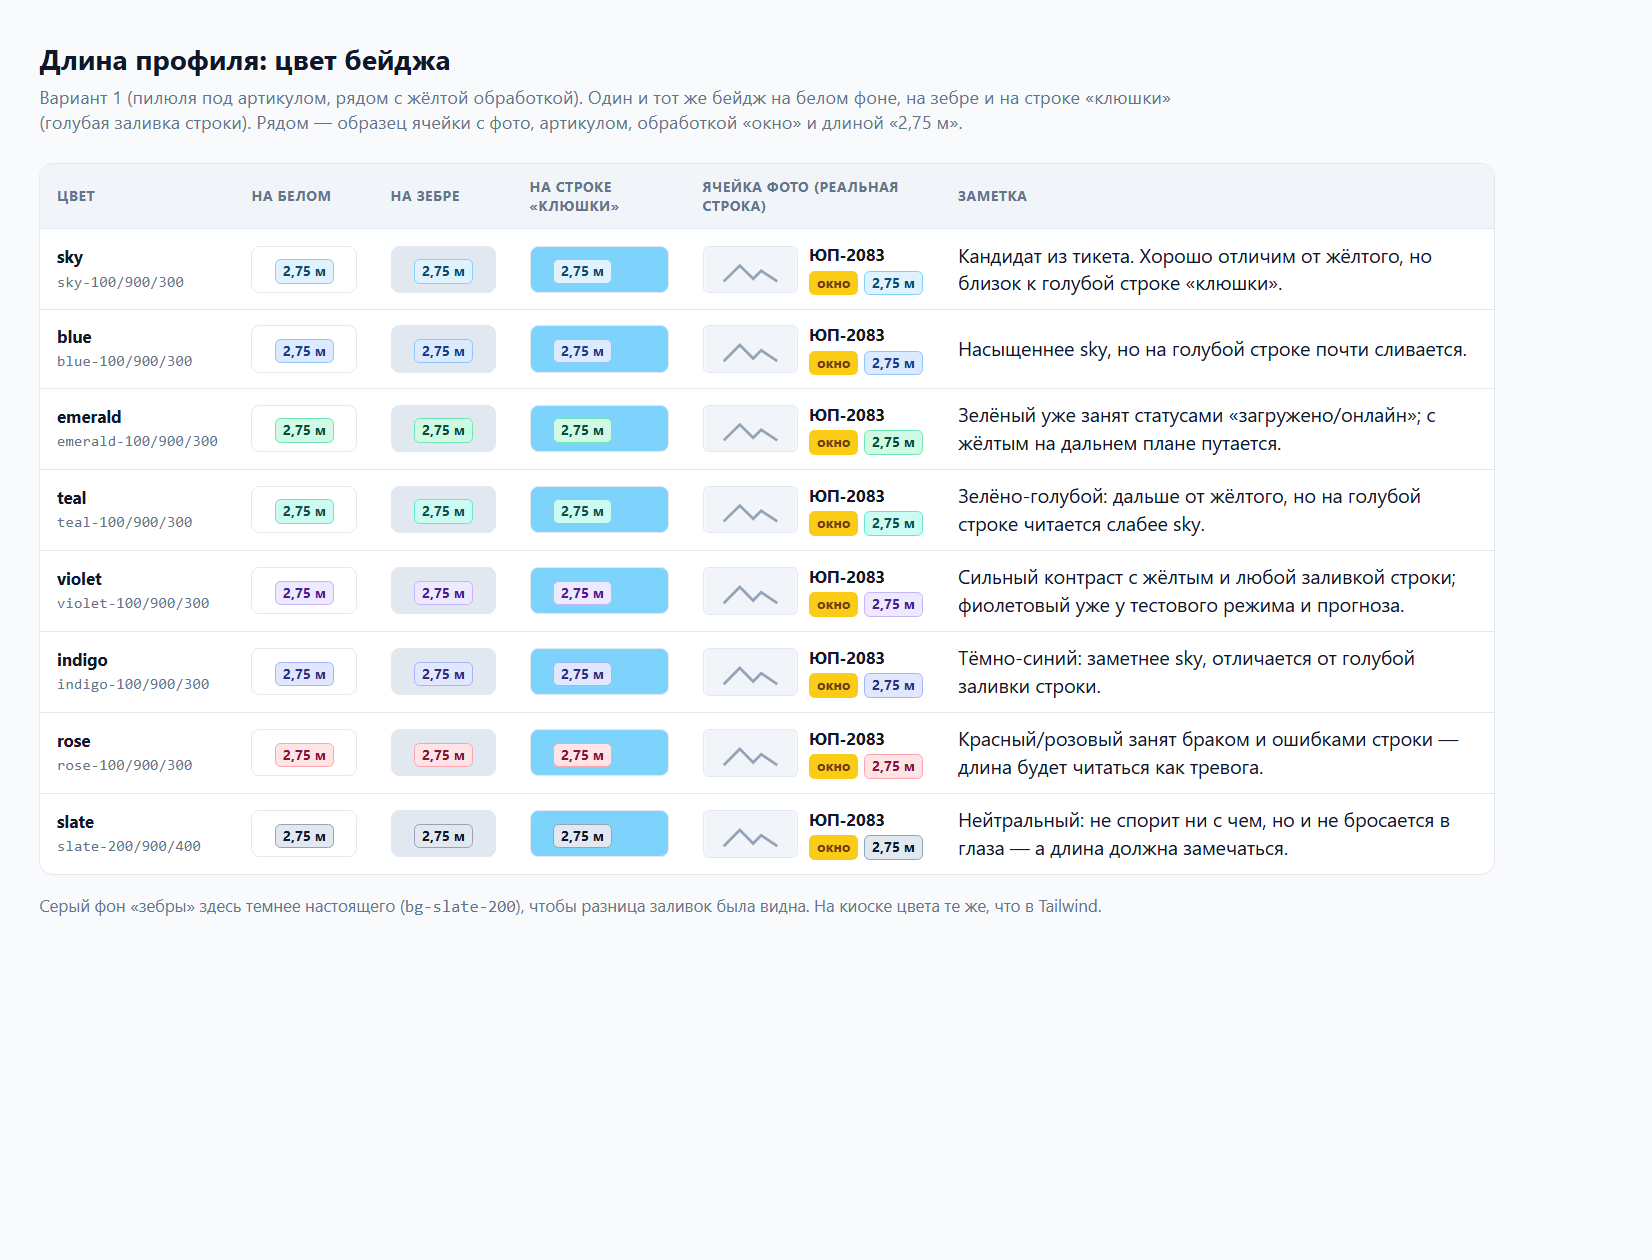 Длина профиля: цвет бейджа
Вариант 1 (пилюля под артикулом, рядом с жёлтой обработкой). Один и тот же бейдж на белом фоне, на зебре и на строке «клюшки»
(голубая заливка строки). Рядом — образец ячейки с фото, артикулом, обработкой «окно» и длиной «2,75 м».
ЦВЕТ
НА БЕЛОМ
НА ЗЕБРЕ
НА СТРОКЕ
«КЛЮШКИ»
ЯЧЕЙКА ФОТО (РЕАЛЬНАЯ
СТРОКА)
ЗАМЕТКА
sky
sky-100/900/300
2,75 м
2,75 м
2,75 м
ЮП-2083
окно 2,75 м
Кандидат из тикета. Хорошо отличим от жёлтого, но
близок к голубой строке «клюшки».
blue
blue-100/900/300
2,75 м
2,75 м
2,75 м
ЮП-2083
окно 2,75 м
Насыщеннее sky, но на голубой строке почти сливается.
emerald
emerald-100/900/300
2,75 м
2,75 м
2,75 м
ЮП-2083
окно 2,75 м
Зелёный уже занят статусами «загружено/онлайн»; с
жёлтым на дальнем плане путается.
teal
teal-100/900/300
2,75 м
2,75 м
2,75 м
ЮП-2083
окно 2,75 м
Зелёно-голубой: дальше от жёлтого, но на голубой
строке читается слабее sky.
violet
violet-100/900/300
2,75 м
2,75 м
2,75 м
ЮП-2083
окно 2,75 м
Сильный контраст с жёлтым и любой заливкой строки;
фиолетовый уже у тестового режима и прогноза.
indigo
indigo-100/900/300
2,75 м
2,75 м
2,75 м
ЮП-2083
окно 2,75 м
Тёмно-синий: заметнее sky, отличается от голубой
заливки строки.
rose
rose-100/900/300
2,75 м
2,75 м
2,75 м
ЮП-2083
окно 2,75 м
Красный/розовый занят браком и ошибками строки —
длина будет читаться как тревога.
slate
slate-200/900/400
2,75 м
2,75 м
2,75 м
ЮП-2083
окно 2,75 м
Нейтральный: не спорит ни с чем, но и не бросается в
глаза — а длина должна замечаться.
Серый фон «зебры» здесь темнее настоящего (bg-slate-200), чтобы разница заливок была видна. На киоске цвета те же, что в Tailwind.